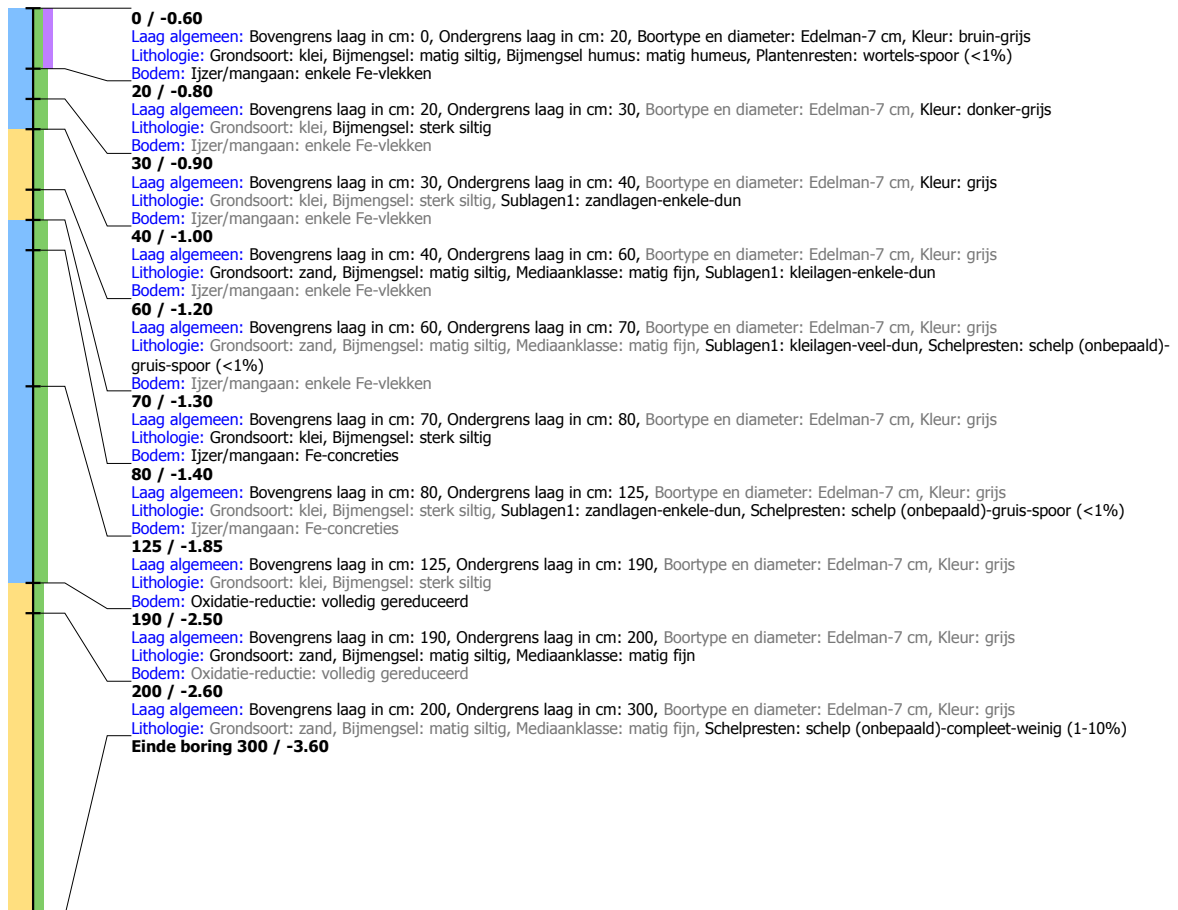 0 / -0.60
Laag algemeen: Bovengrens laag in cm: 0, Ondergrens laag in cm: 20, Boortype en diameter: Edelman-7 cm, Kleur: bruin-grijs
Lithologie: Grondsoort: klei, Bijmengsel: matig siltig, Bijmengsel humus: matig humeus, Plantenresten: wortels-spoor (<1%)
Bodem: Ijzer/mangaan: enkele Fe-vlekken
20 / -0.80
Laag algemeen: Bovengrens laag in cm: 20, Ondergrens laag in cm: 30, Boortype en diameter: Edelman-7 cm, Kleur: donker-grijs
Lithologie: Grondsoort: klei, Bijmengsel: sterk siltig
Bodem: Ijzer/mangaan: enkele Fe-vlekken
30 / -0.90
Laag algemeen: Bovengrens laag in cm: 30, Ondergrens laag in cm: 40, Boortype en diameter: Edelman-7 cm, Kleur: grijs
Lithologie: Grondsoort: klei, Bijmengsel: sterk siltig, Sublagen1: zandlagen-enkele-dun
Bodem: Ijzer/mangaan: enkele Fe-vlekken
40 / -1.00
Laag algemeen: Bovengrens laag in cm: 40, Ondergrens laag in cm: 60, Boortype en diameter: Edelman-7 cm, Kleur: grijs
Lithologie: Grondsoort: zand, Bijmengsel: matig siltig, Mediaanklasse: matig fijn, Sublagen1: kleilagen-enkele-dun
Bodem: Ijzer/mangaan: enkele Fe-vlekken
60 / -1.20
Laag algemeen: Bovengrens laag in cm: 60, Ondergrens laag in cm: 70, Boortype en diameter: Edelman-7 cm, Kleur: grijs
Lithologie: Grondsoort: zand, Bijmengsel: matig siltig, Mediaanklasse: matig fijn, Sublagen1: kleilagen-veel-dun, Schelpresten: schelp (onbepaald)-
gruis-spoor (<1%)
Bodem: Ijzer/mangaan: enkele Fe-vlekken
70 / -1.30
Laag algemeen: Bovengrens laag in cm: 70, Ondergrens laag in cm: 80, Boortype en diameter: Edelman-7 cm, Kleur: grijs
Lithologie: Grondsoort: klei, Bijmengsel: sterk siltig
Bodem: Ijzer/mangaan: Fe-concreties
80 / -1.40
Laag algemeen: Bovengrens laag in cm: 80, Ondergrens laag in cm: 125, Boortype en diameter: Edelman-7 cm, Kleur: grijs
Lithologie: Grondsoort: klei, Bijmengsel: sterk siltig, Sublagen1: zandlagen-enkele-dun, Schelpresten: schelp (onbepaald)-gruis-spoor (<1%)
Bodem: Ijzer/mangaan: Fe-concreties
125 / -1.85
Laag algemeen: Bovengrens laag in cm: 125, Ondergrens laag in cm: 190, Boortype en diameter: Edelman-7 cm, Kleur: grijs
Lithologie: Grondsoort: klei, Bijmengsel: sterk siltig
Bodem: Oxidatie-reductie: volledig gereduceerd
190 / -2.50
Laag algemeen: Bovengrens laag in cm: 190, Ondergrens laag in cm: 200, Boortype en diameter: Edelman-7 cm, Kleur: grijs
Lithologie: Grondsoort: zand, Bijmengsel: matig siltig, Mediaanklasse: matig fijn
Bodem: Oxidatie-reductie: volledig gereduceerd
200 / -2.60
Laag algemeen: Bovengrens laag in cm: 200, Ondergrens laag in cm: 300, Boortype en diameter: Edelman-7 cm, Kleur: grijs
Lithologie: Grondsoort: zand, Bijmengsel: matig siltig, Mediaanklasse: matig fijn, Schelpresten: schelp (onbepaald)-compleet-weinig (1-10%)
Einde boring 300 / -3.60